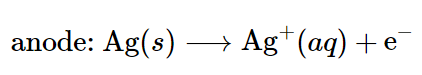 anode: Ag(s) ⟶ Ag⁺(aq) + e⁻